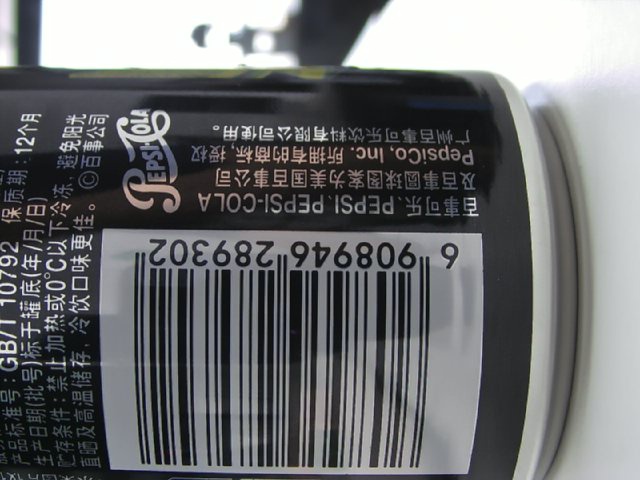 百事可乐、PEPSI、PEPSI-COLA
及百事圆球图案为美国百事公司
PepsiCo, Inc. 所拥有的商标,授权
广州百事可乐饮料有限公司使用。
PEPSI-COLA
6 908946 289302
产品标准号:GB/T 10792 保质期:12个月
生产日期(批号)标于罐底(年/月/日)
贮存条件:禁止加热或0℃以下冷冻,避免阳光
直晒及高温储存,冷饮口味更佳。©百事公司